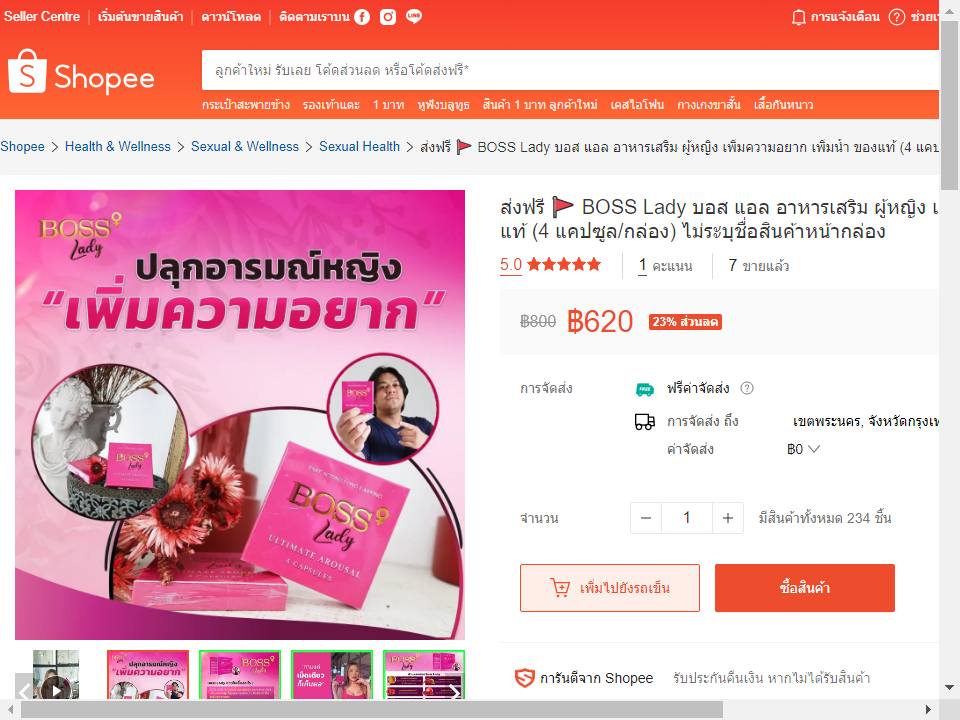 Seller Centre เริ่มต้นขายสินค้า ดาวน์โหลด ติดตามเราบน
การแจ้งเตือน
Shopee
ลูกค้าใหม่ รับเลย โค้ดส่วนลด หรือโค้ดส่งฟรี*
กระเป๋าสะพายข้าง รองเท้าแตะ 1 บาท หูฟังบลูทูธ สินค้า 1 บาท ลูกค้าใหม่ เคสไอโฟน กางเกงขาสั้น เสื้อกันหนาว
Shopee > Health & Wellness > Sexual & Wellness > Sexual Health > ส่งฟรี 🚩 BOSS Lady บอส แอล อาหารเสริม ผู้หญิง เพิ่มความอยาก เพิ่มน้ำ ของแท้ (4 แคป
BOSS
Lady
ปลุกอารมณ์หญิง
“เพิ่มความอยาก”
BOSS
Lady
BOSS
BOSS
Lady
ULTIMATE AROUSAL
4 CAPSULES
ส่งฟรี 🚩 BOSS Lady บอส แอล อาหารเสริม ผู้หญิง
แท้ (4 แคปซูล/กล่อง) ไม่ระบุชื่อสินค้าหน้ากล่อง
5.0 1 คะแนน 7 ขายแล้ว
฿800 ฿620 23% ส่วนลด
การจัดส่ง FREE ฟรีค่าจัดส่ง
การจัดส่ง ถึง เขตพระนคร, จังหวัดกรุงเท
ค่าจัดส่ง ฿0
จำนวน 1 มีสินค้าทั้งหมด 234 ชิ้น
เพิ่มไปยังรถเข็น ซื้อสินค้า
ปลุกอารมณ์หญิง
“เพิ่มความอยาก”
BOSS
การันตีจาก Shopee รับประกันคืนเงิน หากไม่ได้รับสินค้า